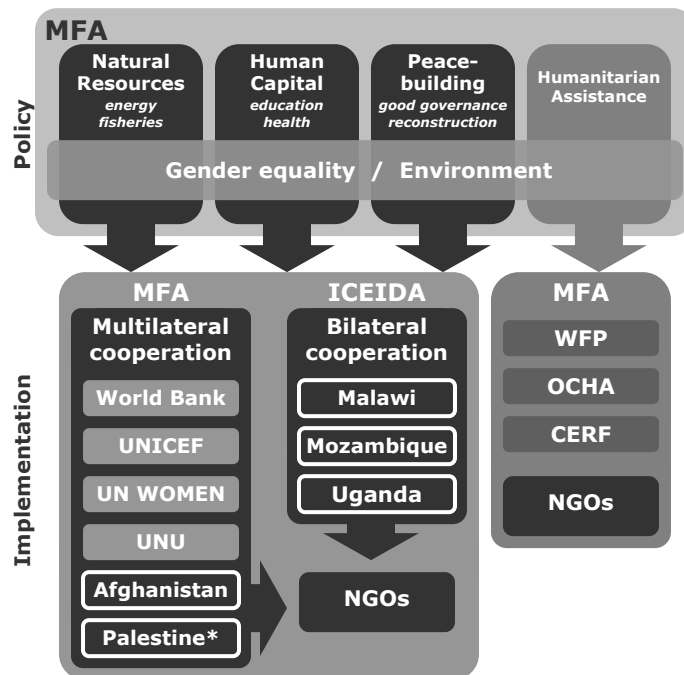 MFA
Policy
Natural
Resources
energy
fisheries
Human
Capital
education
health
Peace-
building
good governance
reconstruction
Humanitarian
Assistance
Gender equality / Environment
Implementation
MFA
Multilateral
cooperation
World Bank
UNICEF
UN WOMEN
UNU
Afghanistan
Palestine*
ICEIDA
Bilateral
cooperation
Malawi
Mozambique
Uganda
NGOs
MFA
WFP
OCHA
CERF
NGOs